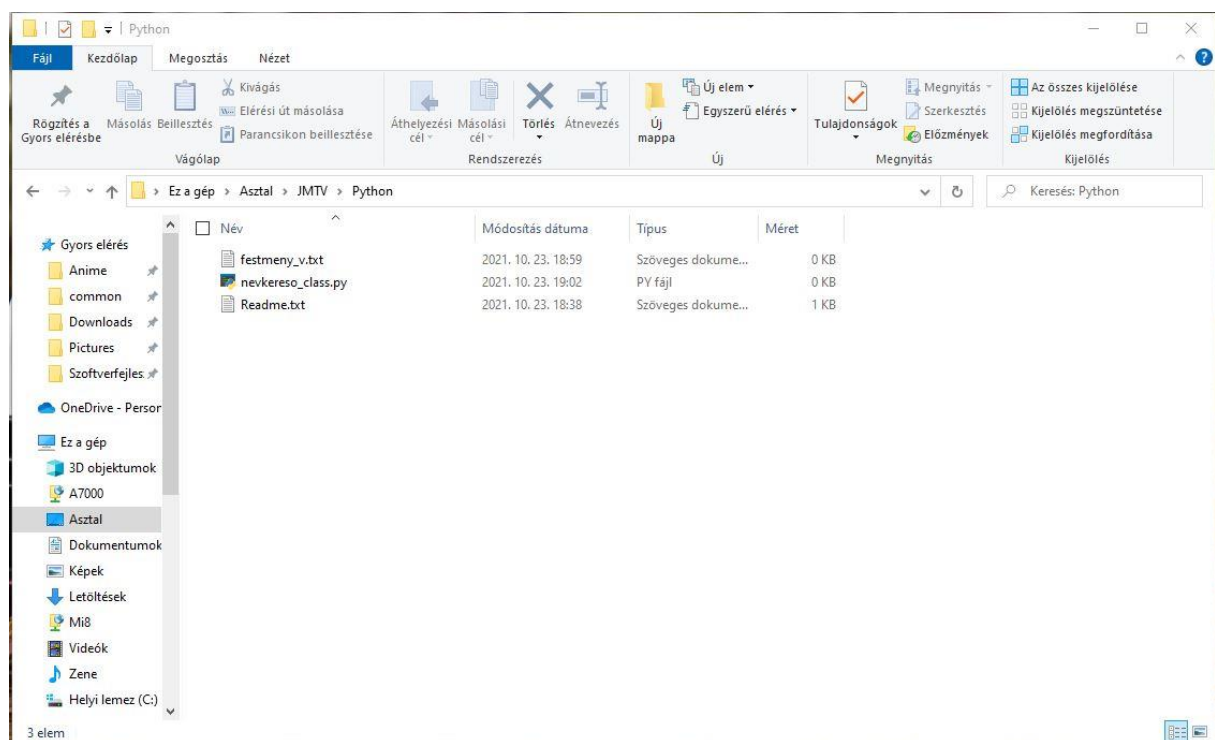 Python
Fájl Kezdőlap Megosztás Nézet
Rögzítés a Gyors elérésbe
Másolás
Beillesztés
Kivágás
Elérési út másolása
Parancsikon beillesztése
Vágólap
Áthelyezési cél
Másolási cél
Törlés
Átnevezés
Rendszerezés
Új mappa
Új elem
Egyszerű elérés
Új
Tulajdonságok
Megnyitás
Szerkesztés
Előzmények
Megnyitás
Az összes kijelölése
Kijelölés megszüntetése
Kijelölés megfordítása
Kijelölés
Ez a gép > Asztal > JMTV > Python
Keresés: Python
Gyors elérés
Anime
common
Downloads
Pictures
Szoftverfejles
OneDrive - Person
Ez a gép
3D objektumok
A7000
Asztal
Dokumentumok
Képek
Letöltések
Mi8
Videók
Zene
Helyi lemez (C:)
Név Módosítás dátuma Típus Méret
festmeny_v.txt 2021. 10. 23. 18:59 Szöveges dokume... 0 KB
nevkereso_class.py 2021. 10. 23. 19:02 PY fájl 0 KB
Readme.txt 2021. 10. 23. 18:38 Szöveges dokume... 1 KB
3 elem